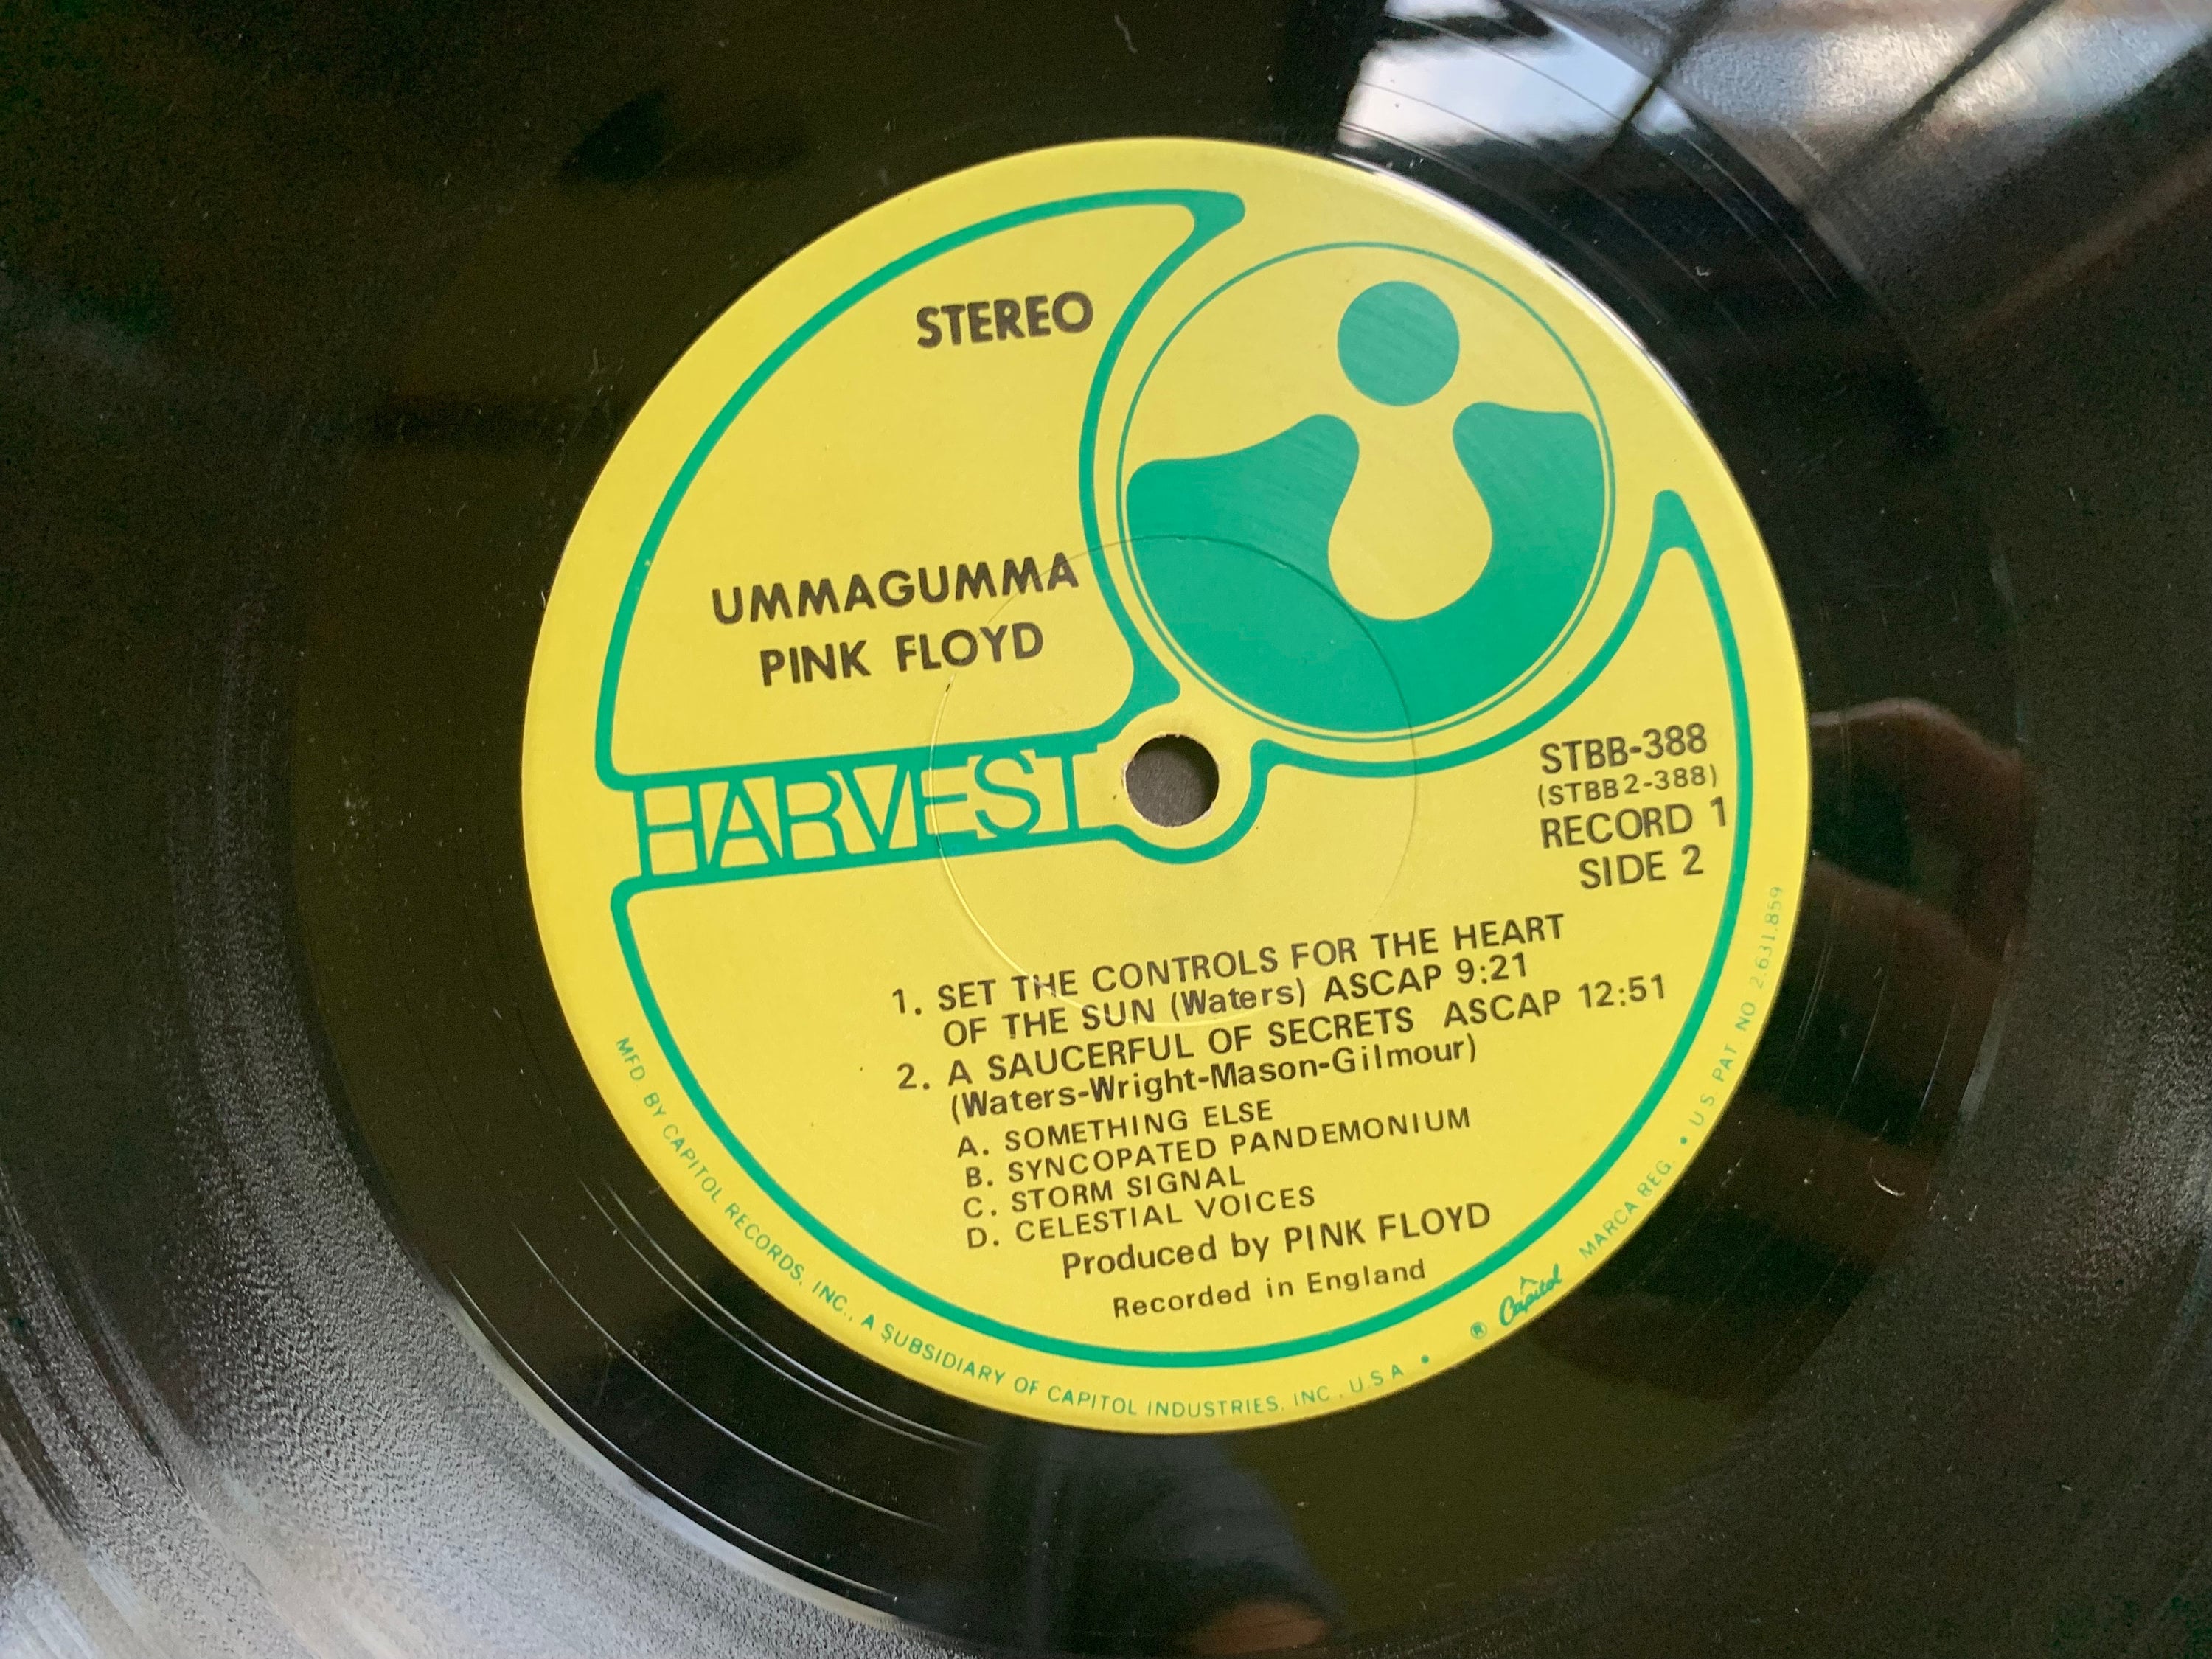 STEREO
UMMAGUMMA
PINK FLOYD
HARVEST
STBB-388
(STBB2-388)
RECORD 1
SIDE 2
1. SET THE CONTROLS FOR THE HEART
OF THE SUN (Waters) ASCAP 9:21
2. A SAUCERFUL OF SECRETS ASCAP 12:51
(Waters-Wright-Mason-Gilmour)
A. SOMETHING ELSE
B. SYNCOPATED PANDEMONIUM
C. STORM SIGNAL
D. CELESTIAL VOICES
Produced by PINK FLOYD
Recorded in England
MFD. BY CAPITOL RECORDS, INC., A SUBSIDIARY OF CAPITOL INDUSTRIES, INC., U.S.A. • ® Capitol MARCA REG. • U.S. PAT. NO. 2,631,859